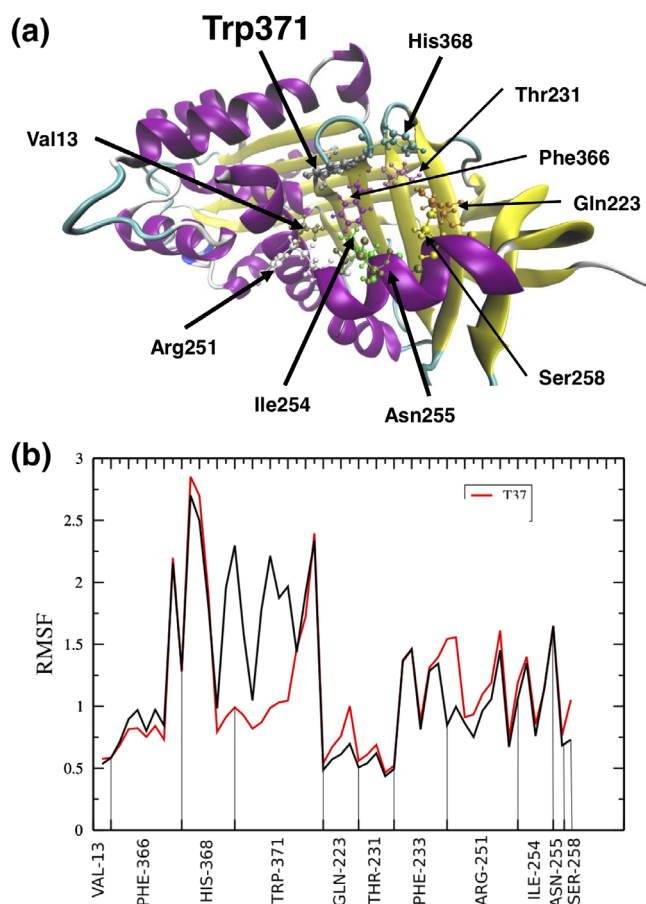 (a)
Trp371
His368
Thr231
Val13
Phe366
Gln223
Arg251
Ser258
Ile254
Asn255
(b)
3
T37
2.5
2
RMSF
1.5
1
0.5
0
VAL-13
PHE-366
HIS-368
TRP-371
GLN-223
THR-231
PHE-233
ARG-251
ILE-254
ASN-255
SER-258